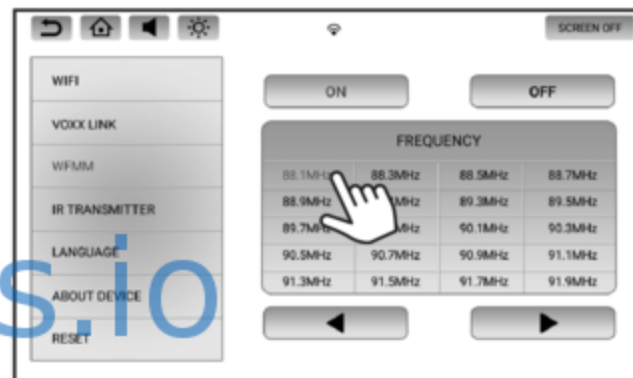 SCREEN OFF
WIFI
VOXX LINK
WFMM
IR TRANSMITTER
LANGUAGE
ABOUT DEVICE
RESET
ON OFF
FREQUENCY
88.1MHz 88.3MHz 88.5MHz 88.7MHz
88.9MHz MHz 89.3MHz 89.5MHz
89.7MHz MHz 90.1MHz 90.3MHz
90.5MHz 90.7MHz 90.9MHz 91.1MHz
91.3MHz 91.5MHz 91.7MHz 91.9MHz
s.io